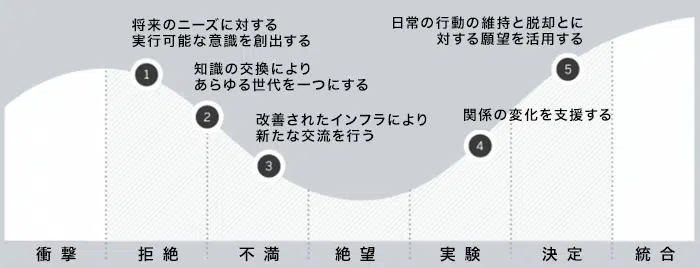 将来のニーズに対する
実行可能な意識を創出する
1
知識の交換により
あらゆる世代を一つにする
2
改善されたインフラにより
新たな交流を行う
3
関係の変化を支援する
4
日常の行動の維持と脱却とに
対する願望を活用する
5
衝撃 拒絶 不満 絶望 実験 決定 統合